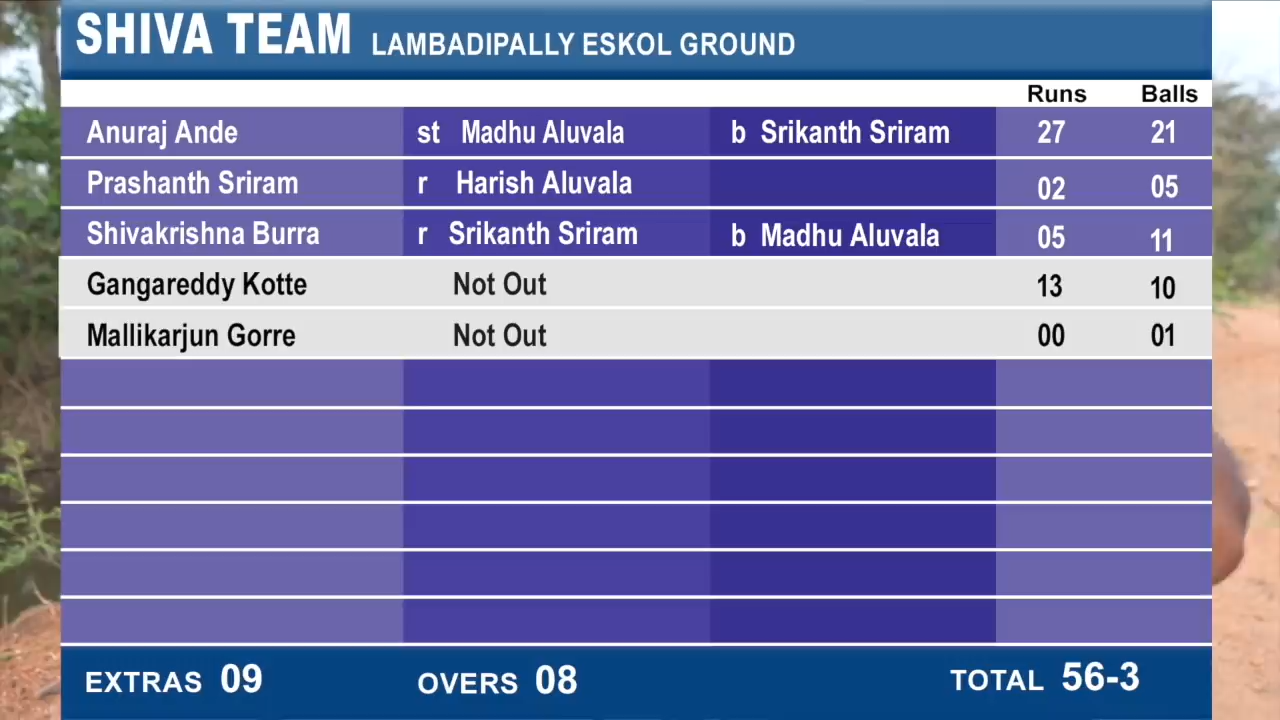 SHIVA TEAM LAMBADIPALLY ESKOL GROUND
Runs Balls
Anuraj Ande st Madhu Aluvala b Srikanth Sriram 27 21
Prashanth Sriram r Harish Aluvala 02 05
Shivakrishna Burra r Srikanth Sriram b Madhu Aluvala 05 11
Gangareddy Kotte Not Out 13 10
Mallikarjun Gorre Not Out 00 01
EXTRAS 09 OVERS 08 TOTAL 56-3